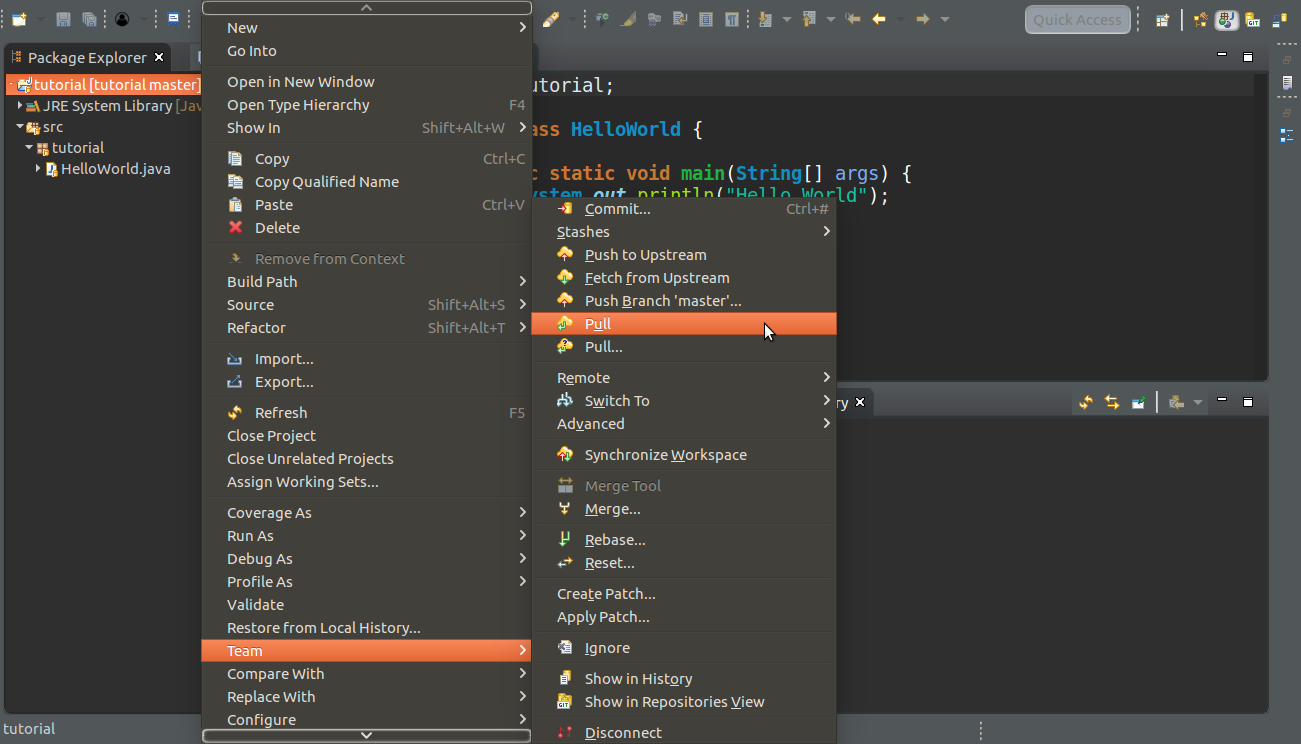 Quick Access
Package Explorer
tutorial [tutorial master]
JRE System Library [Jav
src
tutorial
HelloWorld.java
tutorial
New
Go Into
Open in New Window
Open Type Hierarchy F4
Show In Shift+Alt+W
Copy Ctrl+C
Copy Qualified Name
Paste Ctrl+V
Delete
Remove from Context
Build Path
Source Shift+Alt+S
Refactor Shift+Alt+T
Import...
Export...
Refresh F5
Close Project
Close Unrelated Projects
Assign Working Sets...
Coverage As
Run As
Debug As
Profile As
Validate
Restore from Local History...
Team
Compare With
Replace With
Configure
utorial;
ass HelloWorld {
c static void main(String[] args) {
ystem.out.println("Hello World");
Commit... Ctrl+#
Stashes
Push to Upstream
Fetch from Upstream
Push Branch 'master'...
Pull
Pull...
Remote
Switch To
Advanced
Synchronize Workspace
Merge Tool
Merge...
Rebase...
Reset...
Create Patch...
Apply Patch...
Ignore
Show in History
GIT Show in Repositories View
Disconnect
ry